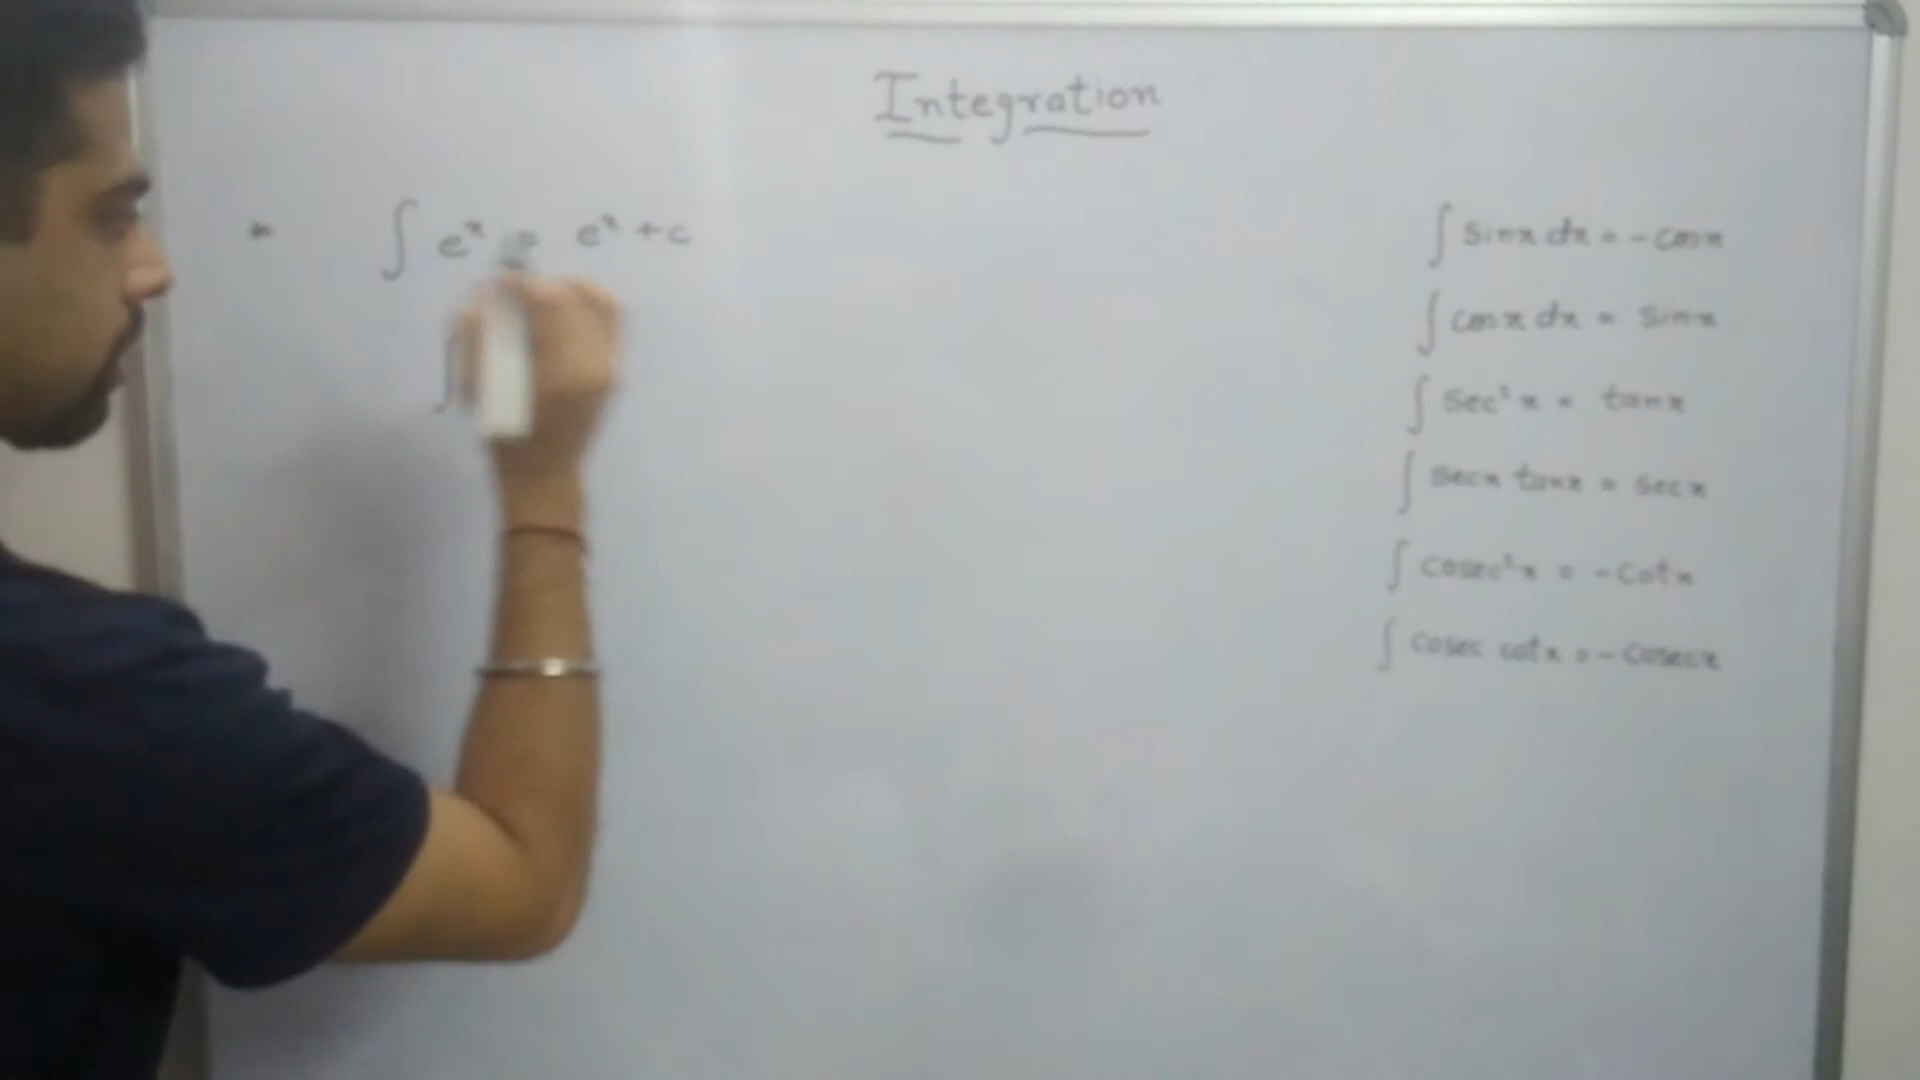 Integration
∫ eˣ = eˣ + c
∫
∫ sinx dx = - cosx
∫ cosx dx = sinx
∫ sec²x = tanx
∫ secx tanx = secx
∫ cosec²x = - cotx
∫ cosec cotx = - cosecx